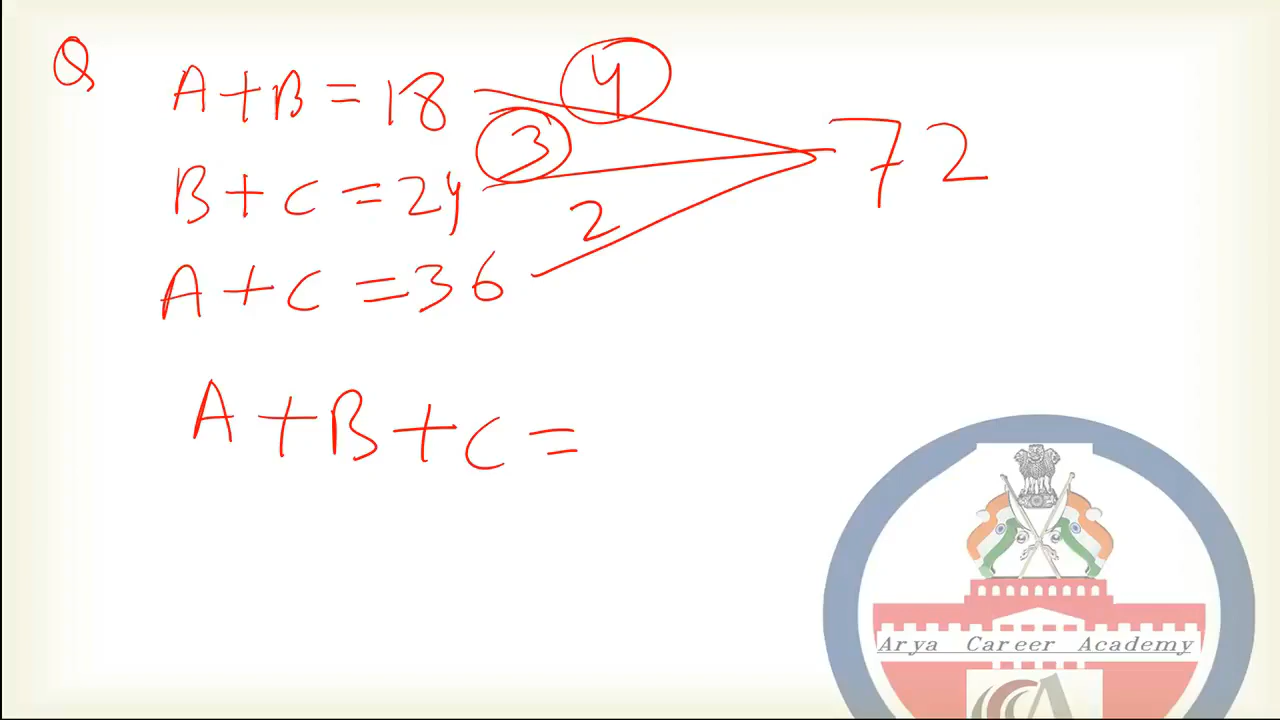 Q A+B=18 4 72
3
B+C=24
2
A+C=36
A+B+C=
Arya Career Academy